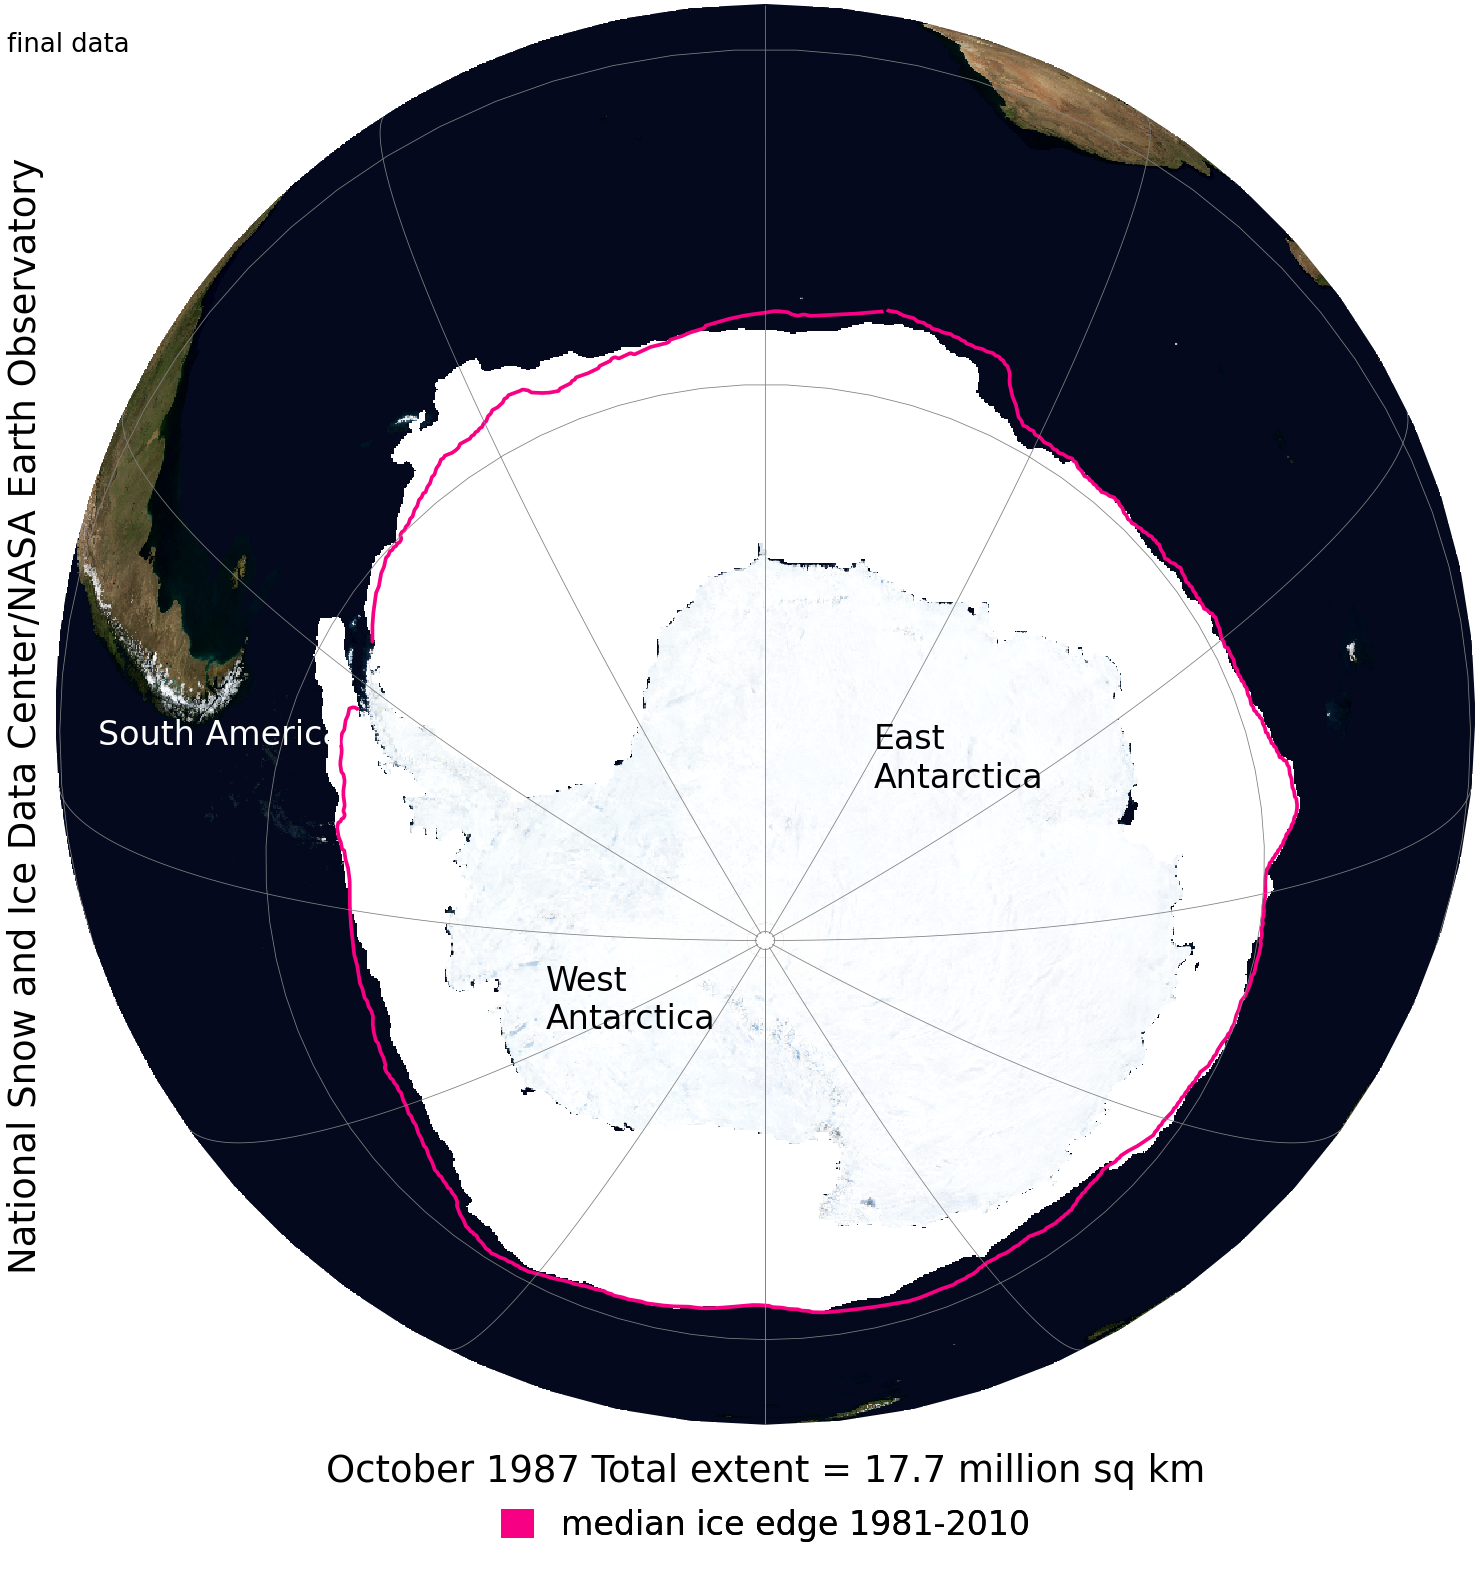 final data
National Snow and Ice Data Center/NASA Earth Observatory
South America
East
Antarctica
West
Antarctica
October 1987 Total extent = 17.7 million sq km
median ice edge 1981-2010